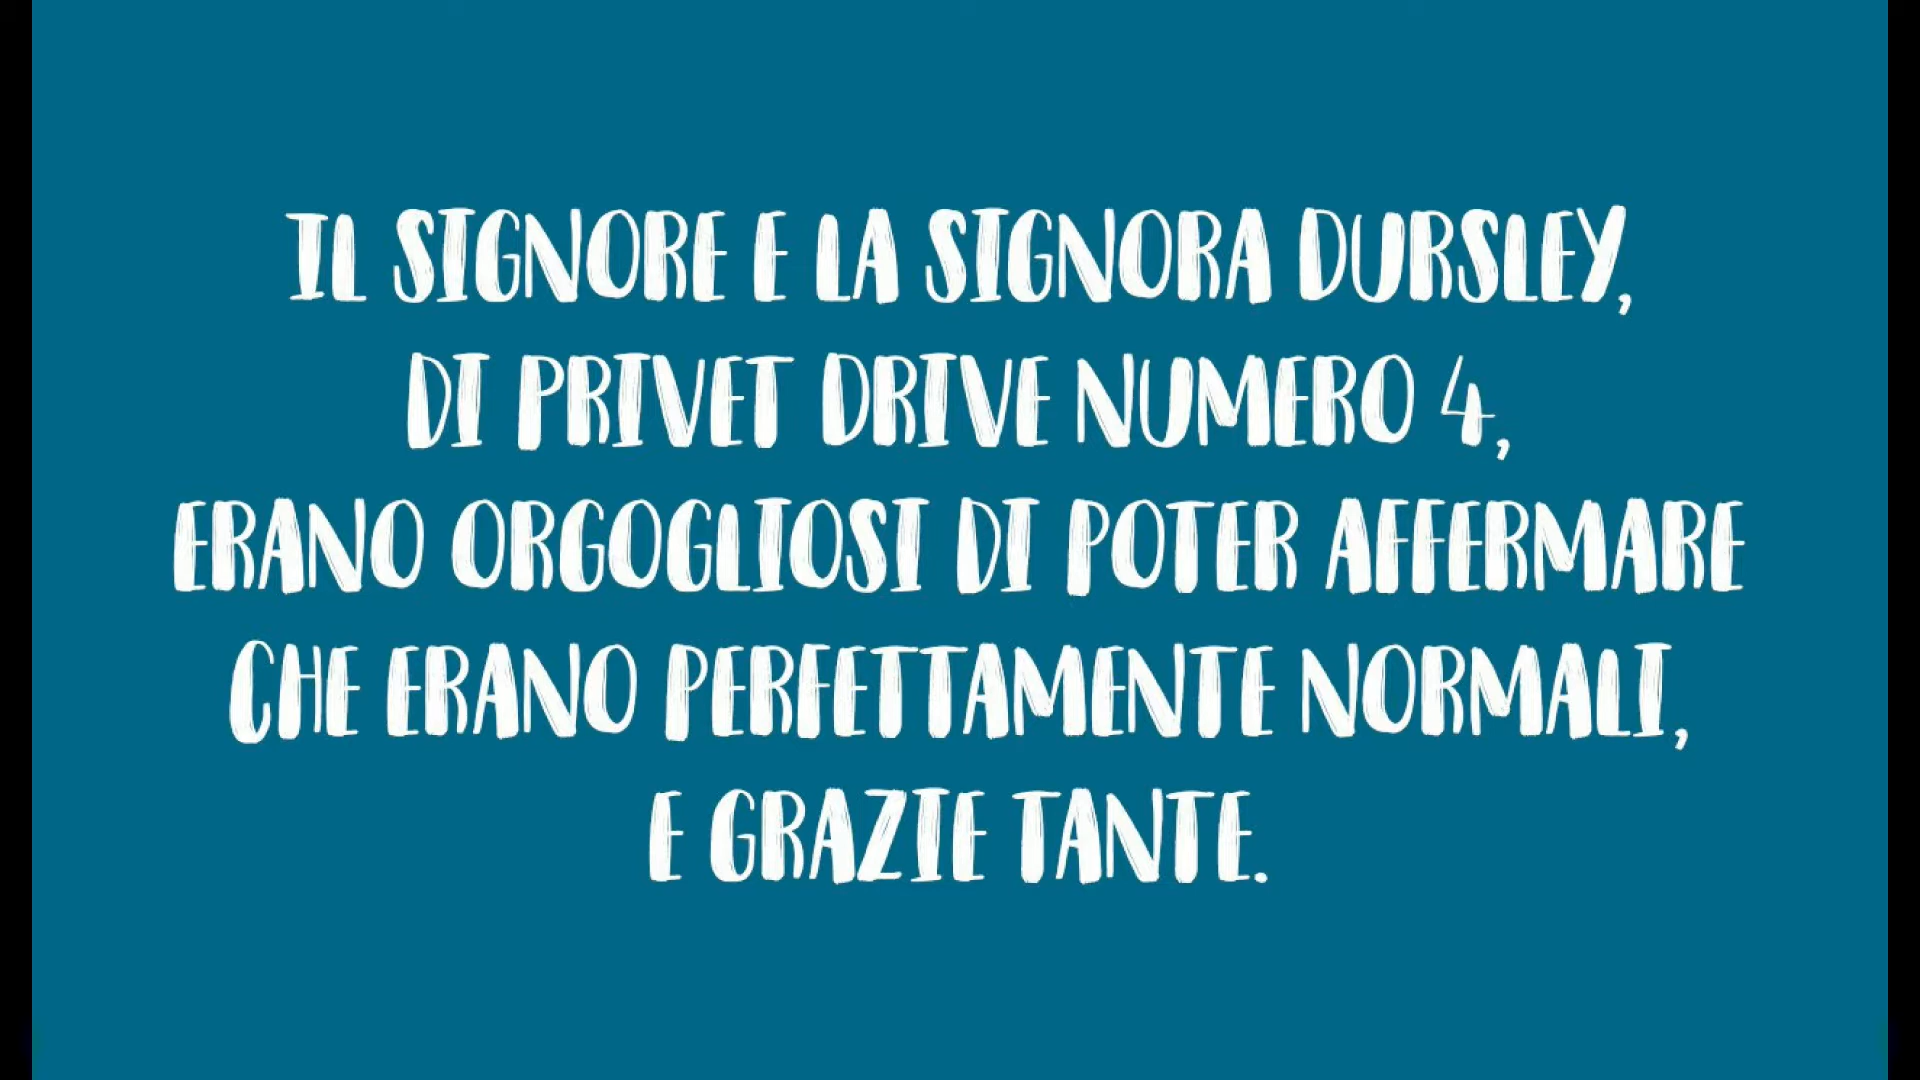 IL SIGNORE E LA SIGNORA DURSLEY,
DI PRIVET DRIVE NUMERO 4,
ERANO ORGOGLIOSI DI POTER AFFERMARE
CHE ERANO PERFETTAMENTE NORMALI,
E GRAZIE TANTE.